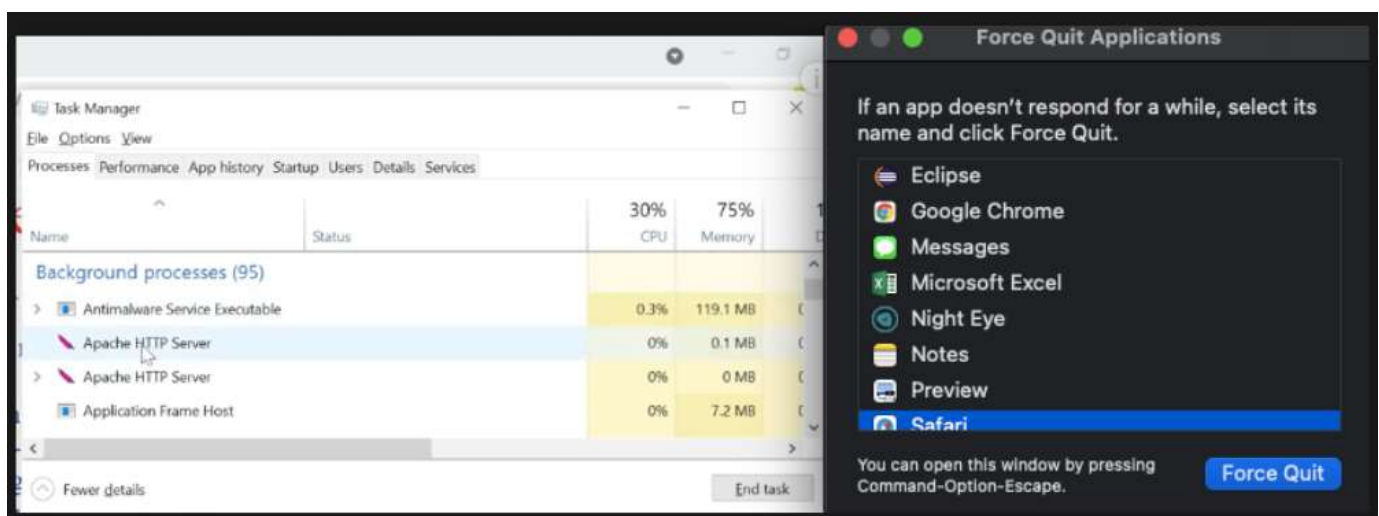 Task Manager
File Options View
Processes Performance App history Startup Users Details Services
30% 75%
Name Status CPU Memory
Background processes (95)
Antimalware Service Executable 0.3% 119.1 MB
Apache HTTP Server 0% 0.1 MB
Apache HTTP Server 0% 0 MB
Application Frame Host 0% 7.2 MB
Fewer details End task
Force Quit Applications
If an app doesn't respond for a while, select its
name and click Force Quit.
Eclipse
Google Chrome
Messages
Microsoft Excel
Night Eye
Notes
Preview
Safari
You can open this window by pressing
Command-Option-Escape.
Force Quit